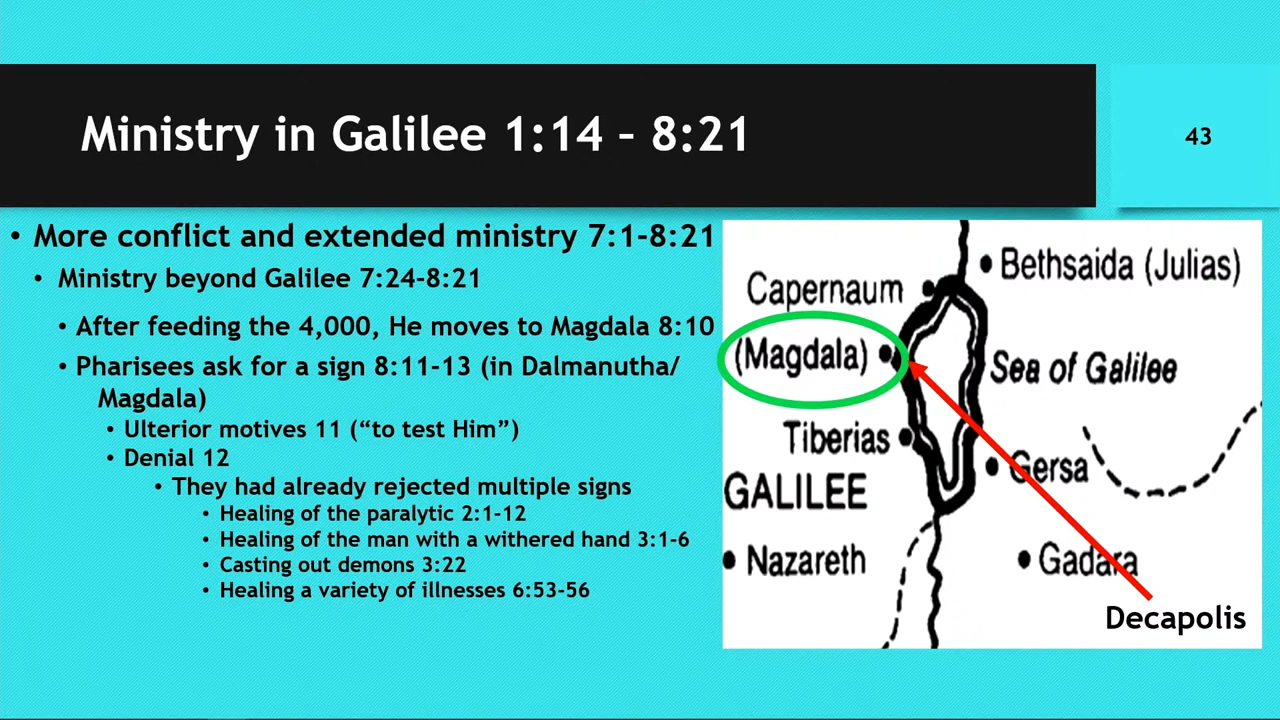 Ministry in Galilee 1:14 – 8:21
43
• More conflict and extended ministry 7:1-8:21
• Ministry beyond Galilee 7:24-8:21
• After feeding the 4,000, He moves to Magdala 8:10
• Pharisees ask for a sign 8:11-13 (in Dalmanutha/
Magdala)
• Ulterior motives 11 (“to test Him”)
• Denial 12
• They had already rejected multiple signs
• Healing of the paralytic 2:1-12
• Healing of the man with a withered hand 3:1-6
• Casting out demons 3:22
• Healing a variety of illnesses 6:53-56
Bethsaida (Julias)
Capernaum
(Magdala)
Sea of Galilee
Tiberias
Gersa
GALILEE
Nazareth
Gadara
Decapolis